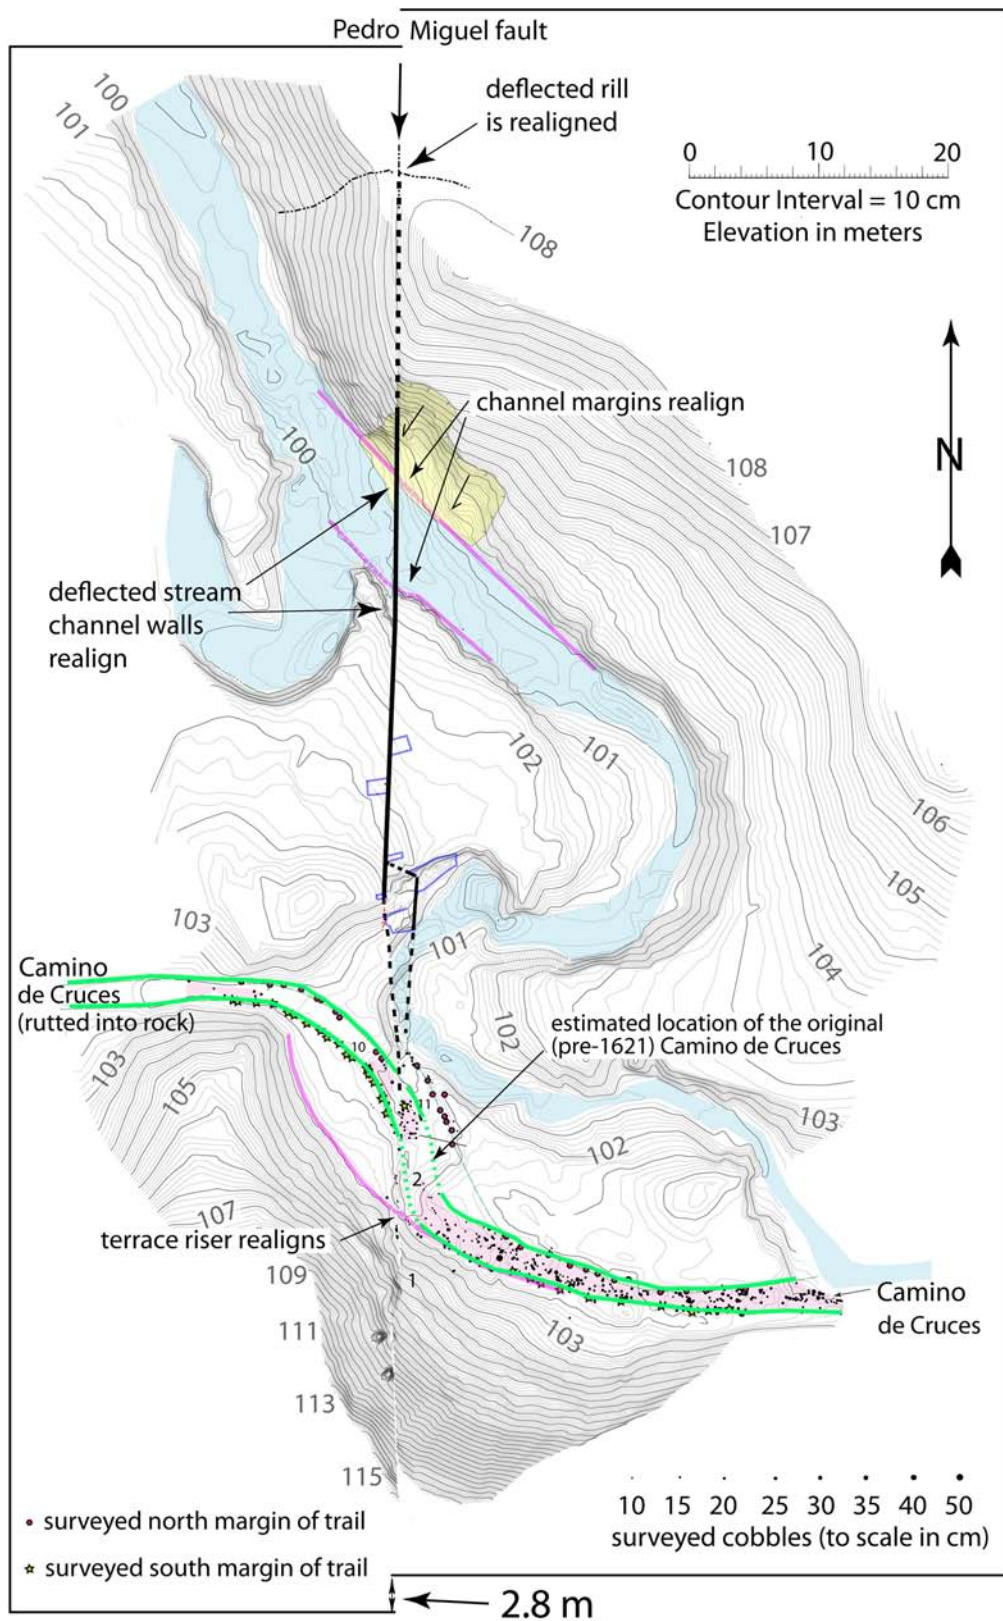 Pedro Miguel fault
deflected rill
is realigned
0 10 20
Contour Interval = 10 cm
Elevation in meters
100
101
108
N
channel margins realign
100
108
107
deflected stream
channel walls
realign
102
101
106
105
104
103
101
Camino
de Cruces
(rutted into rock)
102
estimated location of the original
(pre-1621) Camino de Cruces
10
11
103
105
103
102
2
107
terrace riser realigns
109
1
Camino
de Cruces
103
111
113
115
10 15 20 25 30 35 40 50
surveyed cobbles (to scale in cm)
surveyed north margin of trail
surveyed south margin of trail
2.8 m